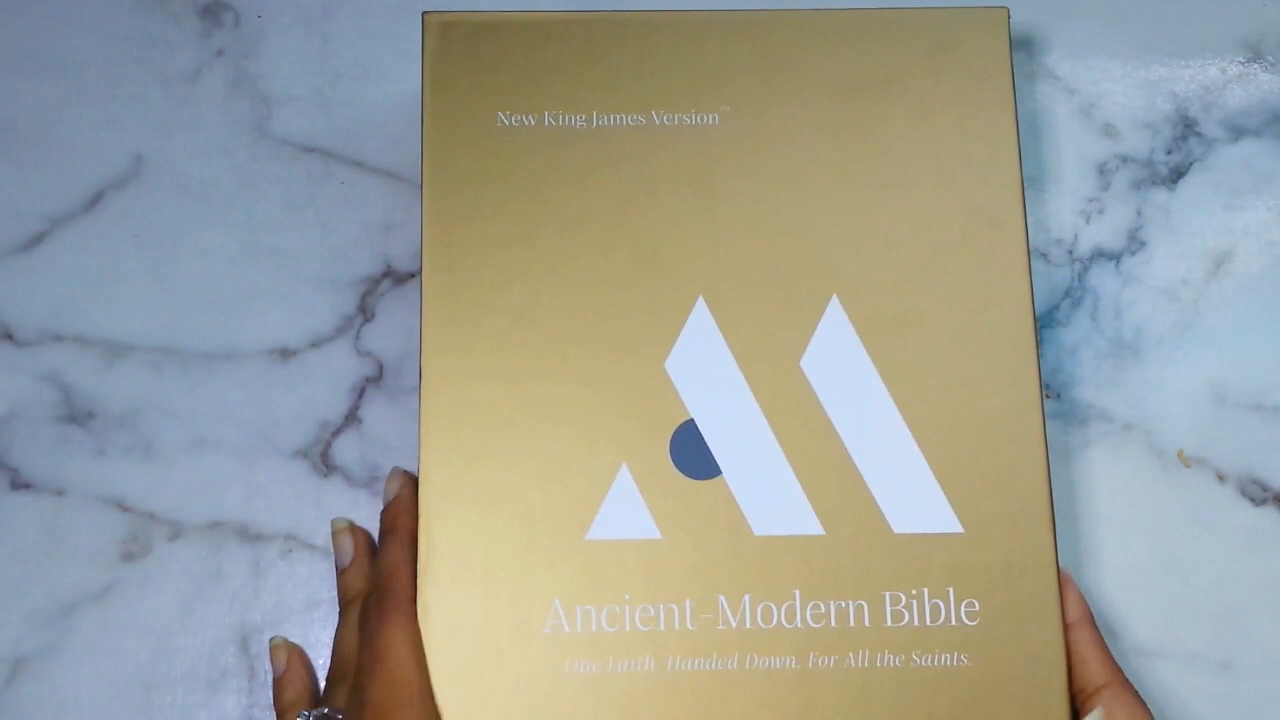 New King James Version
Ancient-Modern Bible
One Faith. Handed Down. For All the Saints.